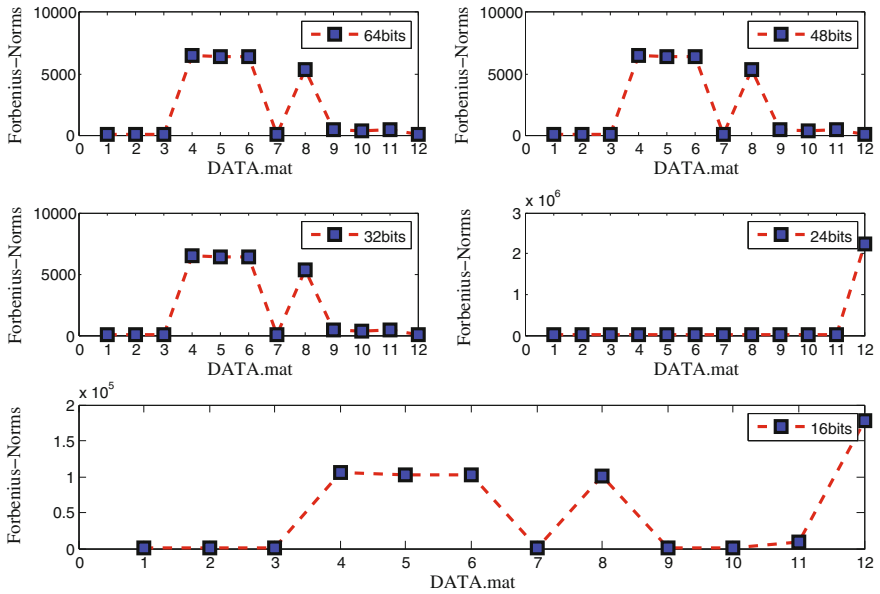 10000
5000
0
Forbenius−Norms
64bits
0 1 2 3 4 5 6 7 8 9 10 11 12
DATA.mat
10000
5000
0
Forbenius−Norms
48bits
0 1 2 3 4 5 6 7 8 9 10 11 12
DATA.mat
10000
5000
0
Forbenius−Norms
32bits
0 1 2 3 4 5 6 7 8 9 10 11 12
DATA.mat
x 10^6
3
2
1
0
Forbenius−Norms
24bits
0 1 2 3 4 5 6 7 8 9 10 11 12
DATA.mat
x 10^5
2
1.5
1
0.5
0
Forbenius−Norms
16bits
0 1 2 3 4 5 6 7 8 9 10 11 12
DATA.mat